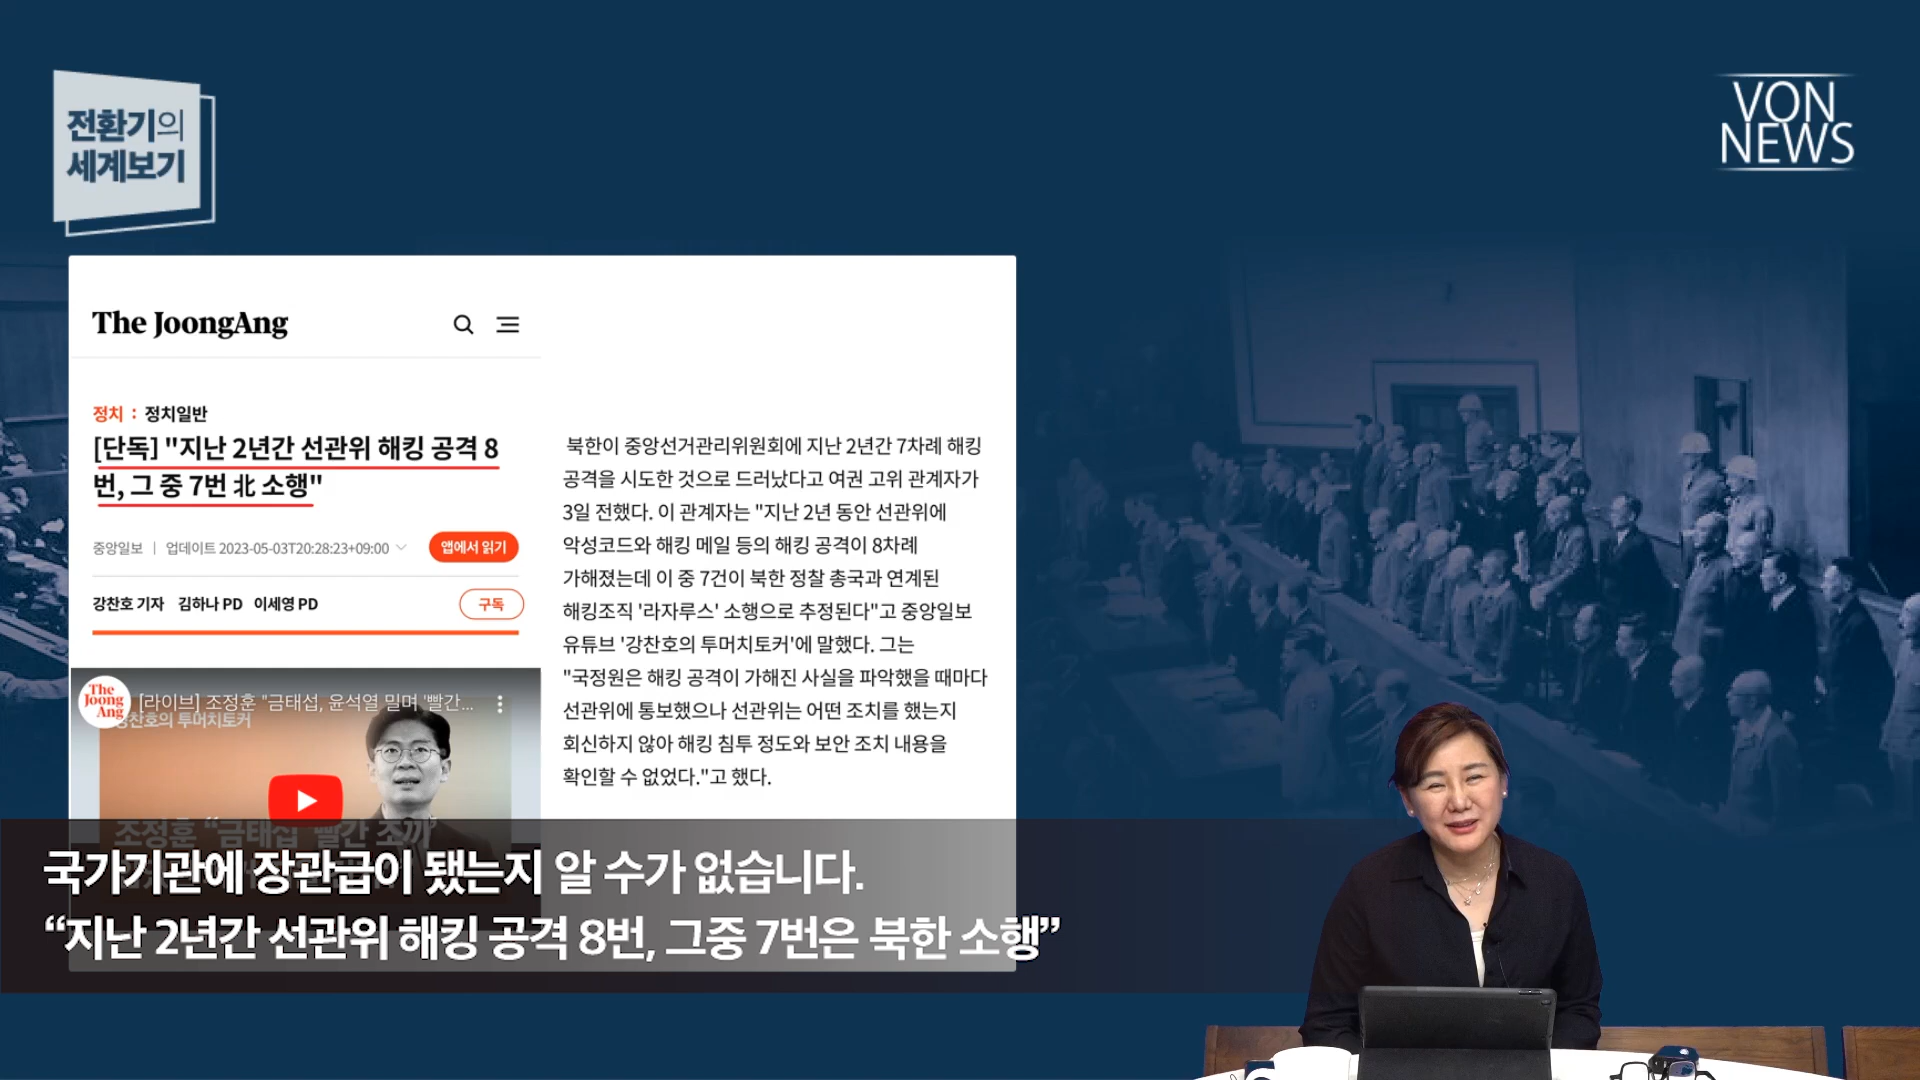 전환기의
세계보기
VON
NEWS
The JoongAng
정치 : 정치일반
[단독] "지난 2년간 선관위 해킹 공격 8
번, 그 중 7번 北 소행"
중앙일보 | 업데이트 2023-05-03T20:28:23+09:00
앱에서 읽기
강찬호 기자 김하나 PD 이세영 PD
구독
The
Joong
Ang
[라이브] 조정훈 "금태섭, 윤석열 밀며 '빨간...
강찬호의 투머치토커
조정훈 “금태섭 '빨간 조끼'
북한이 중앙선거관리위원회에 지난 2년간 7차례 해킹
공격을 시도한 것으로 드러났다고 여권 고위 관계자가
3일 전했다. 이 관계자는 "지난 2년 동안 선관위에
악성코드와 해킹 메일 등의 해킹 공격이 8차례
가해졌는데 이 중 7건이 북한 정찰 총국과 연계된
해킹조직 '라자루스' 소행으로 추정된다"고 중앙일보
유튜브 '강찬호의 투머치토커'에 말했다. 그는
"국정원은 해킹 공격이 가해진 사실을 파악했을 때마다
선관위에 통보했으나 선관위는 어떤 조치를 했는지
회신하지 않아 해킹 침투 정도와 보안 조치 내용을
확인할 수 없었다."고 했다.
국가기관에 장관급이 됐는지 알 수가 없습니다.
“지난 2년간 선관위 해킹 공격 8번, 그중 7번은 북한 소행”